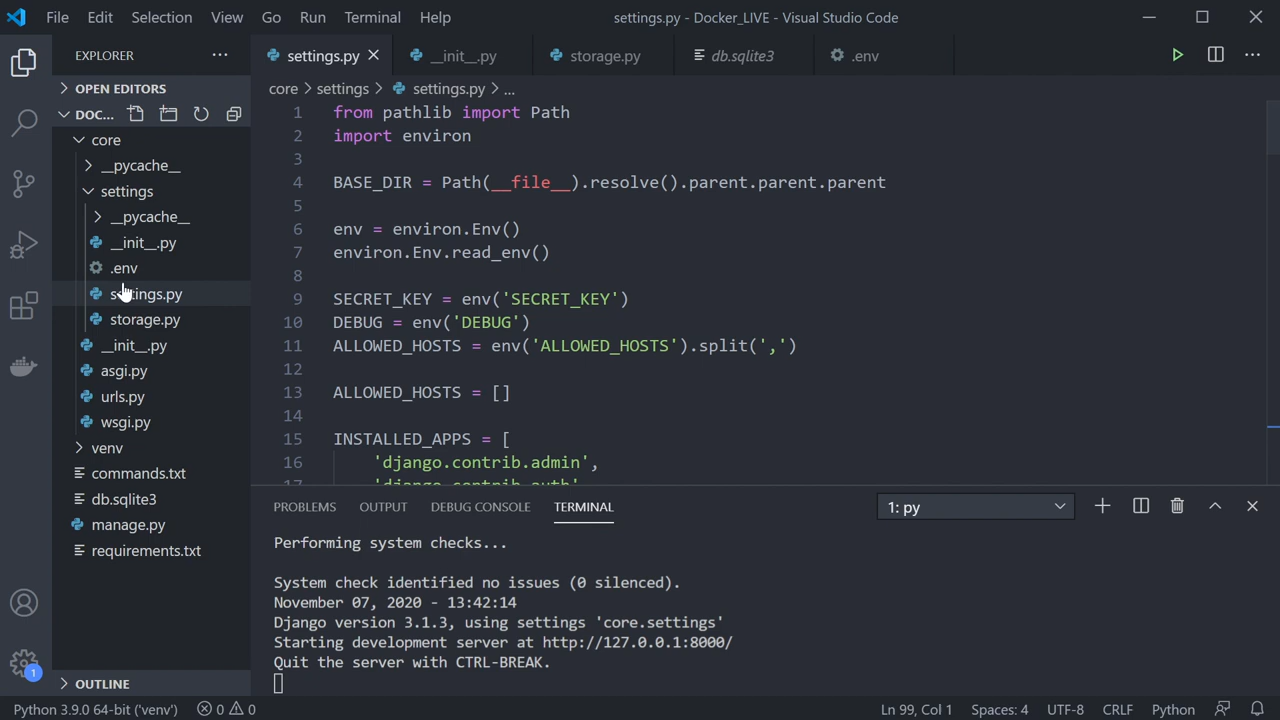 File Edit Selection View Go Run Terminal Help
settings.py - Docker_LIVE - Visual Studio Code
EXPLORER
settings.py
__init__.py
storage.py
db.sqlite3
.env
OPEN EDITORS
DOC...
core
__pycache__
settings
__pycache__
__init__.py
.env
settings.py
storage.py
__init__.py
asgi.py
urls.py
wsgi.py
venv
commands.txt
db.sqlite3
manage.py
requirements.txt
OUTLINE
core > settings > settings.py > ...
1 from pathlib import Path
2 import environ
3
4 BASE_DIR = Path(__file__).resolve().parent.parent.parent
5
6 env = environ.Env()
7 environ.Env.read_env()
8
9 SECRET_KEY = env('SECRET_KEY')
10 DEBUG = env('DEBUG')
11 ALLOWED_HOSTS = env('ALLOWED_HOSTS').split(',')
12
13 ALLOWED_HOSTS = []
14
15 INSTALLED_APPS = [
16 'django.contrib.admin',
17 'django.contrib.auth'
PROBLEMS OUTPUT DEBUG CONSOLE TERMINAL
1: py
Performing system checks...
System check identified no issues (0 silenced).
November 07, 2020 - 13:42:14
Django version 3.1.3, using settings 'core.settings'
Starting development server at http://127.0.0.1:8000/
Quit the server with CTRL-BREAK.
1
Python 3.9.0 64-bit ('venv') 0 0
Ln 99, Col 1 Spaces: 4 UTF-8 CRLF Python